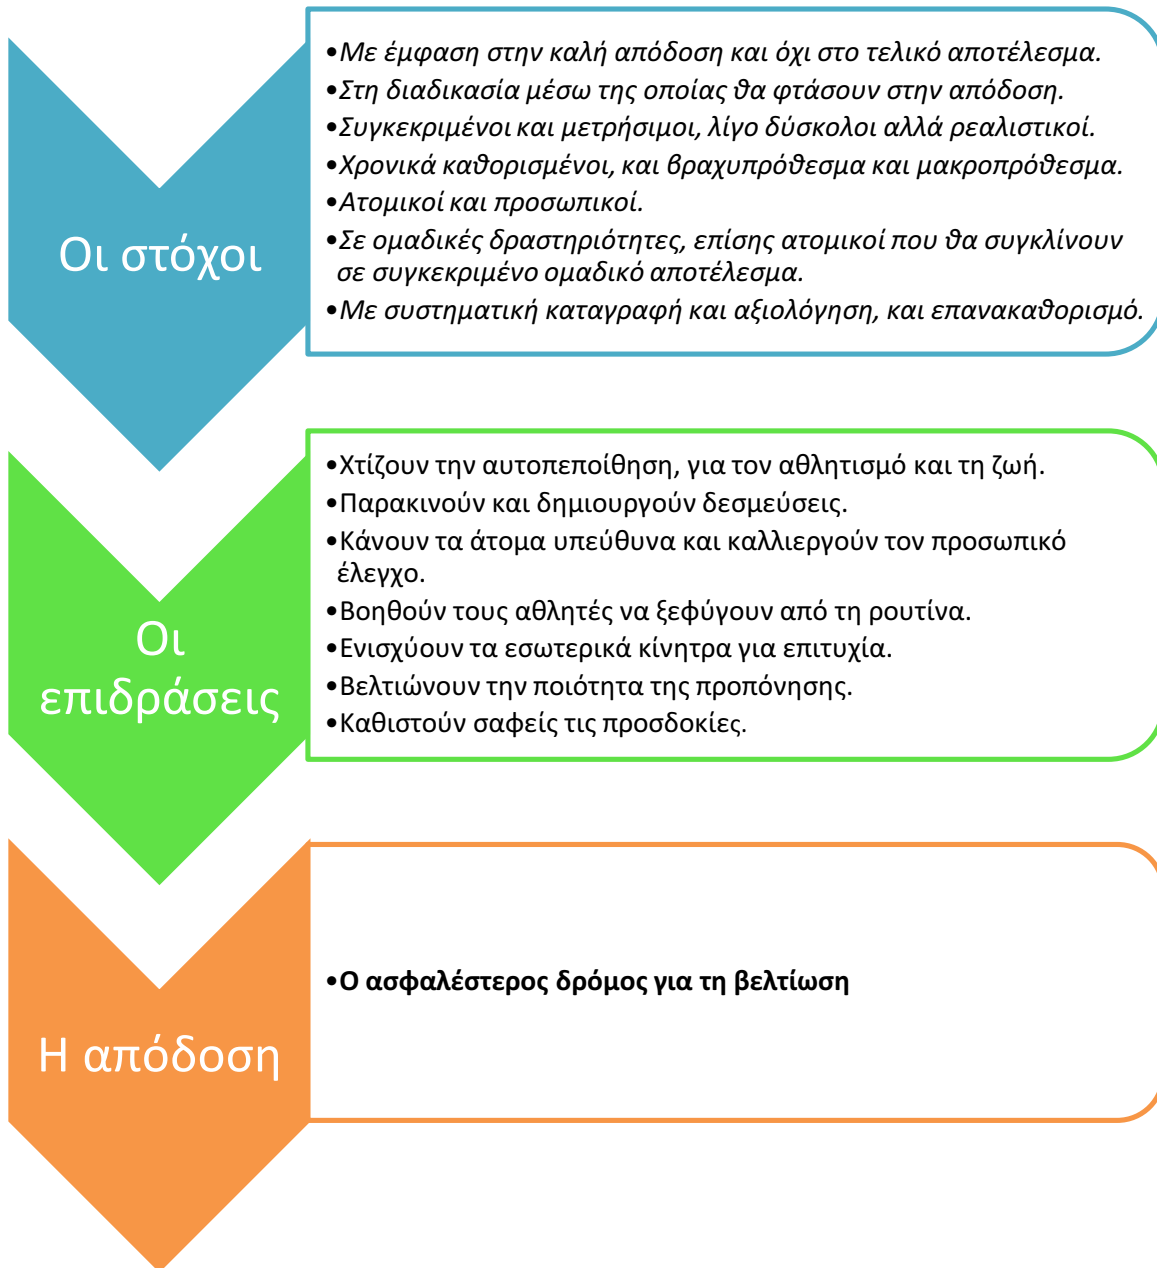 Οι στόχοι
•Με έμφαση στην καλή απόδοση και όχι στο τελικό αποτέλεσμα.
•Στη διαδικασία μέσω της οποίας θα φτάσουν στην απόδοση.
•Συγκεκριμένοι και μετρήσιμοι, λίγο δύσκολοι αλλά ρεαλιστικοί.
•Χρονικά καθορισμένοι, και βραχυπρόθεσμα και μακροπρόθεσμα.
•Ατομικοί και προσωπικοί.
•Σε ομαδικές δραστηριότητες, επίσης ατομικοί που θα συγκλίνουν
σε συγκεκριμένο ομαδικό αποτέλεσμα.
•Με συστηματική καταγραφή και αξιολόγηση, και επανακαθορισμό.
Οι
επιδράσεις
•Χτίζουν την αυτοπεποίθηση, για τον αθλητισμό και τη ζωή.
•Παρακινούν και δημιουργούν δεσμεύσεις.
•Κάνουν τα άτομα υπεύθυνα και καλλιεργούν τον προσωπικό
έλεγχο.
•Βοηθούν τους αθλητές να ξεφύγουν από τη ρουτίνα.
•Ενισχύουν τα εσωτερικά κίνητρα για επιτυχία.
•Βελτιώνουν την ποιότητα της προπόνησης.
•Καθιστούν σαφείς τις προσδοκίες.
Η απόδοση
•Ο ασφαλέστερος δρόμος για τη βελτίωση